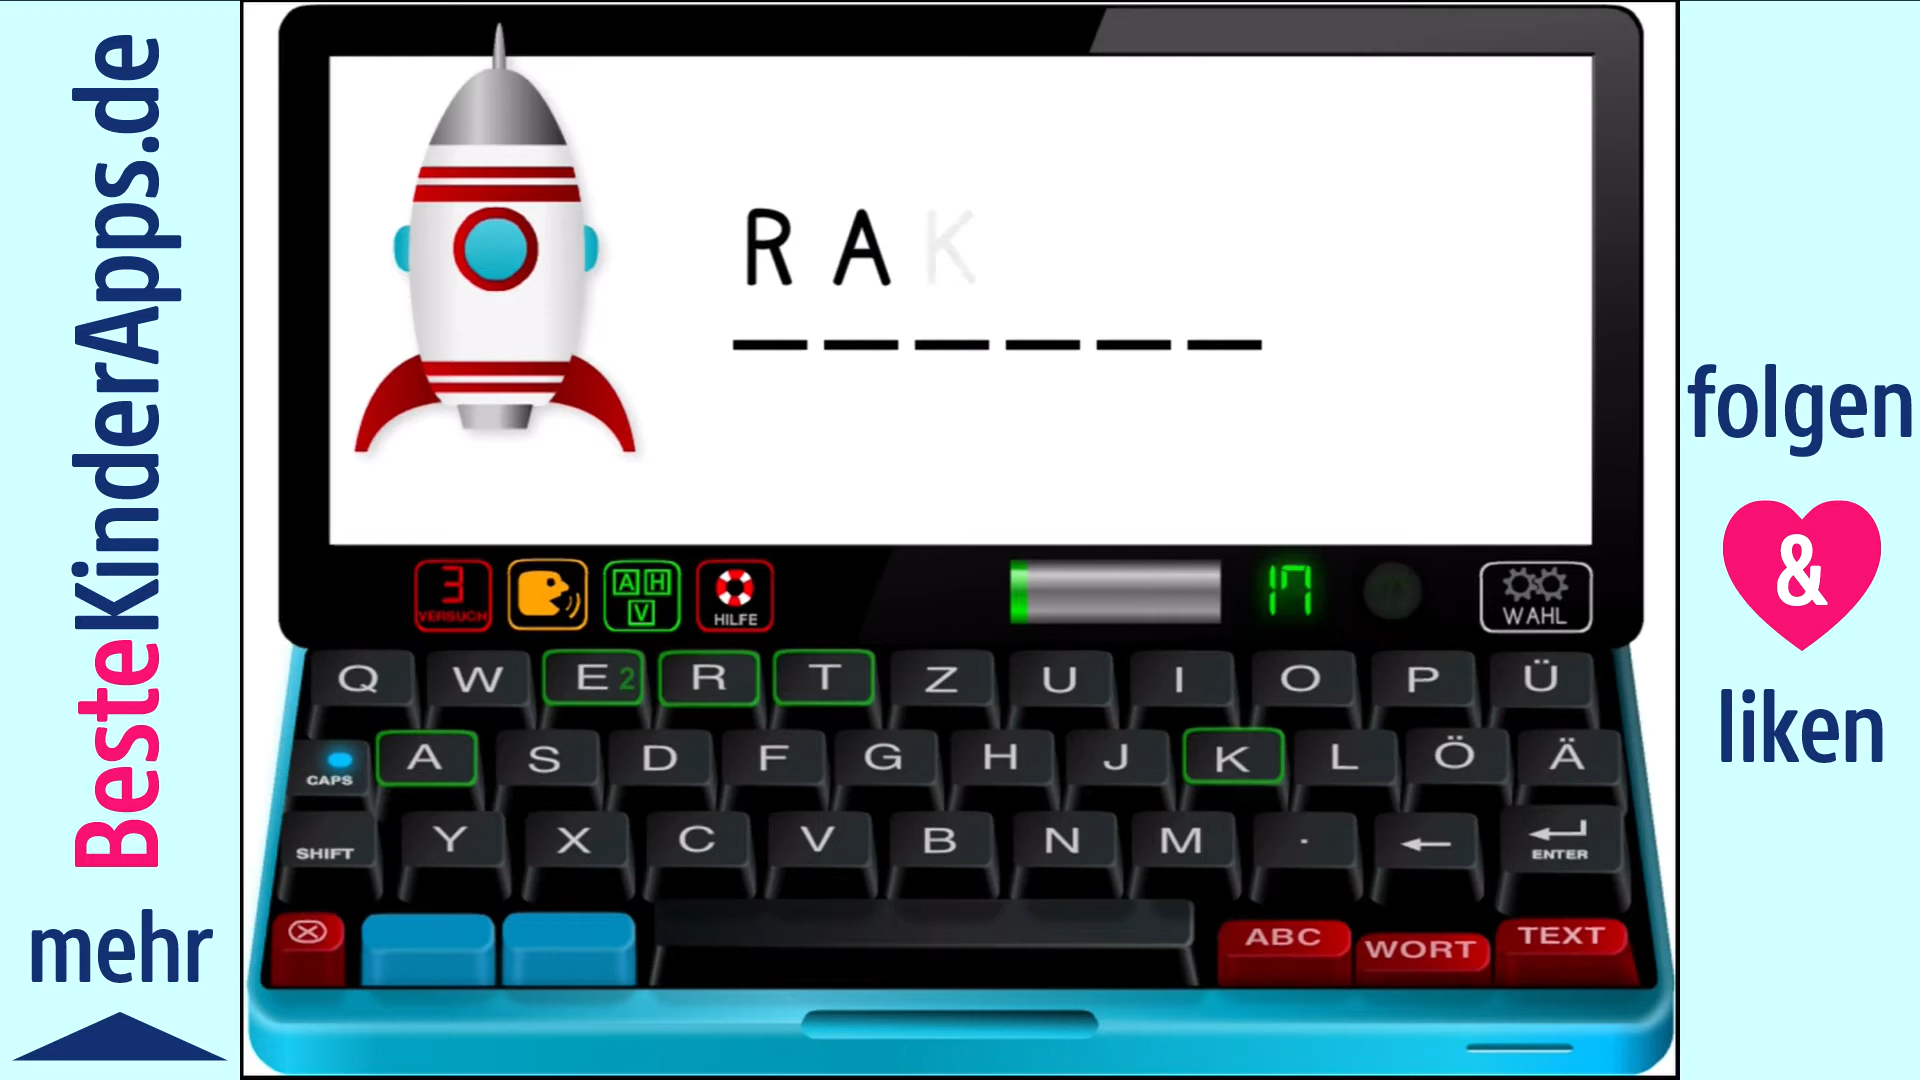 BesteKinderApps.de
mehr
R A K
3
VERSUCH
A H
V
HILFE
17
WAHL
Q W E 2 R T Z U I O P Ü
CAPS A S D F G H J K L Ö Ä
SHIFT Y X C V B N M . ← ENTER
ABC WORT TEXT
folgen
&
liken